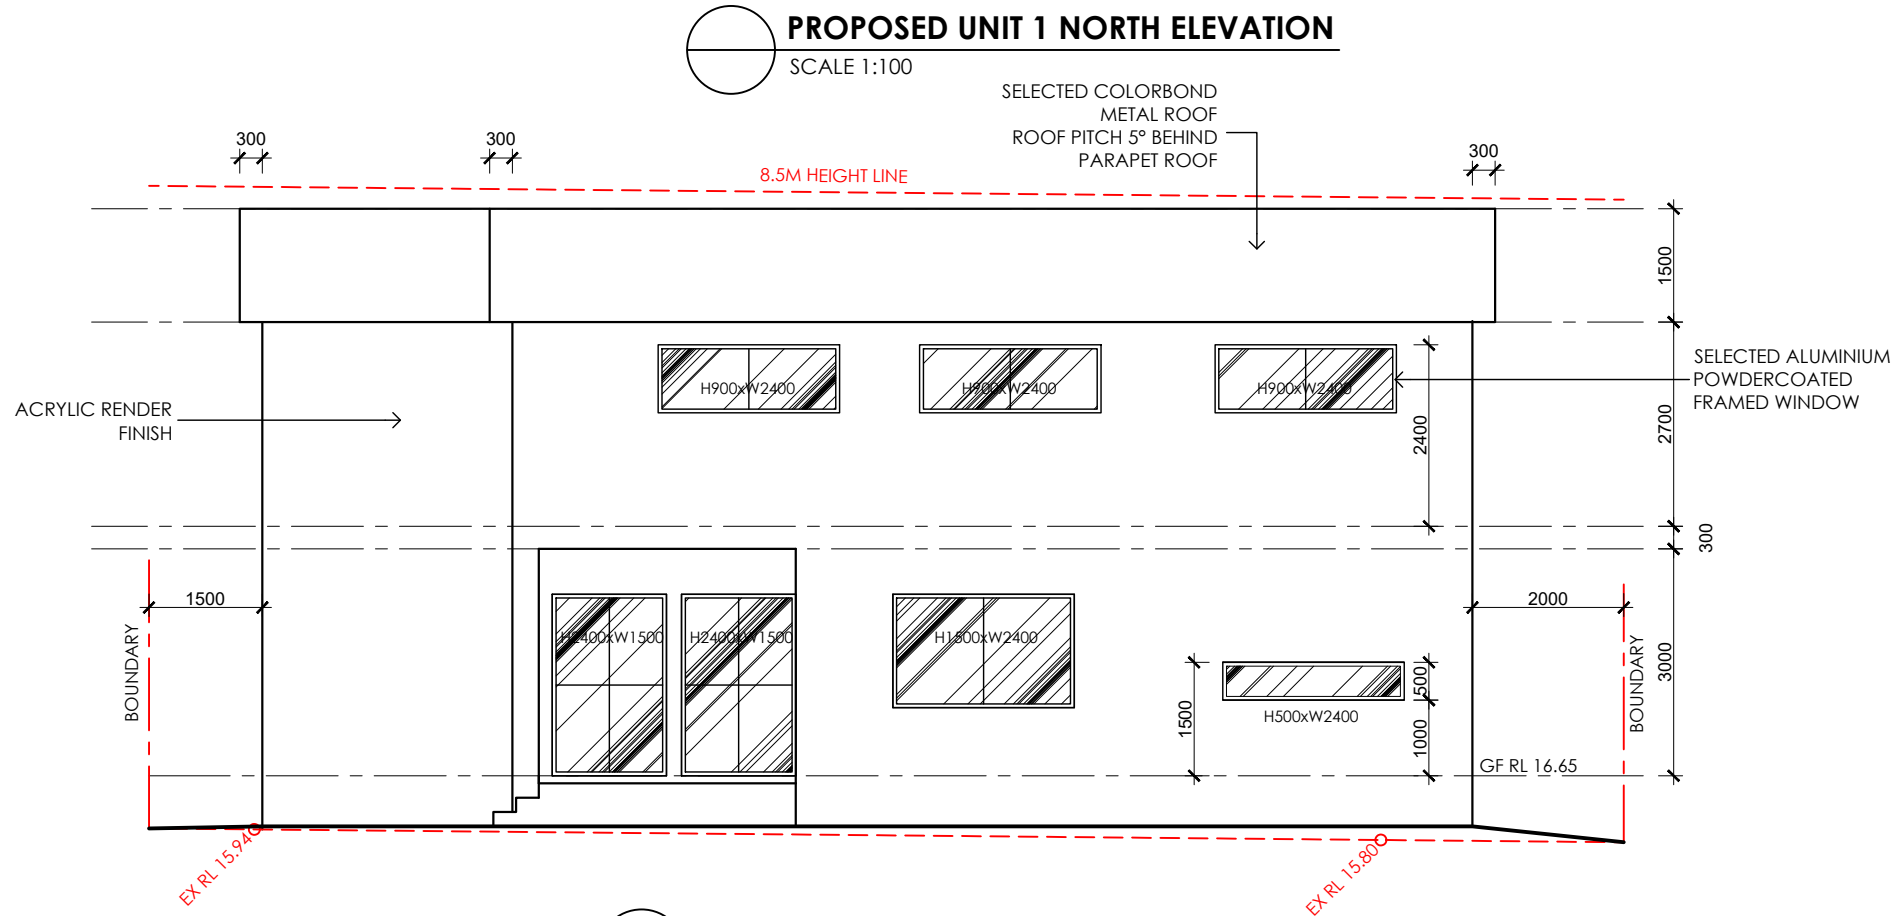 PROPOSED UNIT 1 NORTH ELEVATION
SCALE 1:100
SELECTED COLORBOND
METAL ROOF
ROOF PITCH 5° BEHIND
PARAPET ROOF
300
300
300
8.5M HEIGHT LINE
1500
H900xW2400
H900xW2400
H900xW2400
SELECTED ALUMINIUM
POWDERCOATED
FRAMED WINDOW
ACRYLIC RENDER
FINISH
2400
2700
300
1500
2000
BOUNDARY
H2400xW1500
H2400xW1500
H1500xW2400
BOUNDARY
3000
1500
500
H500xW2400
1000
GF RL 16.65
EX RL 15.94
EX RL 15.80